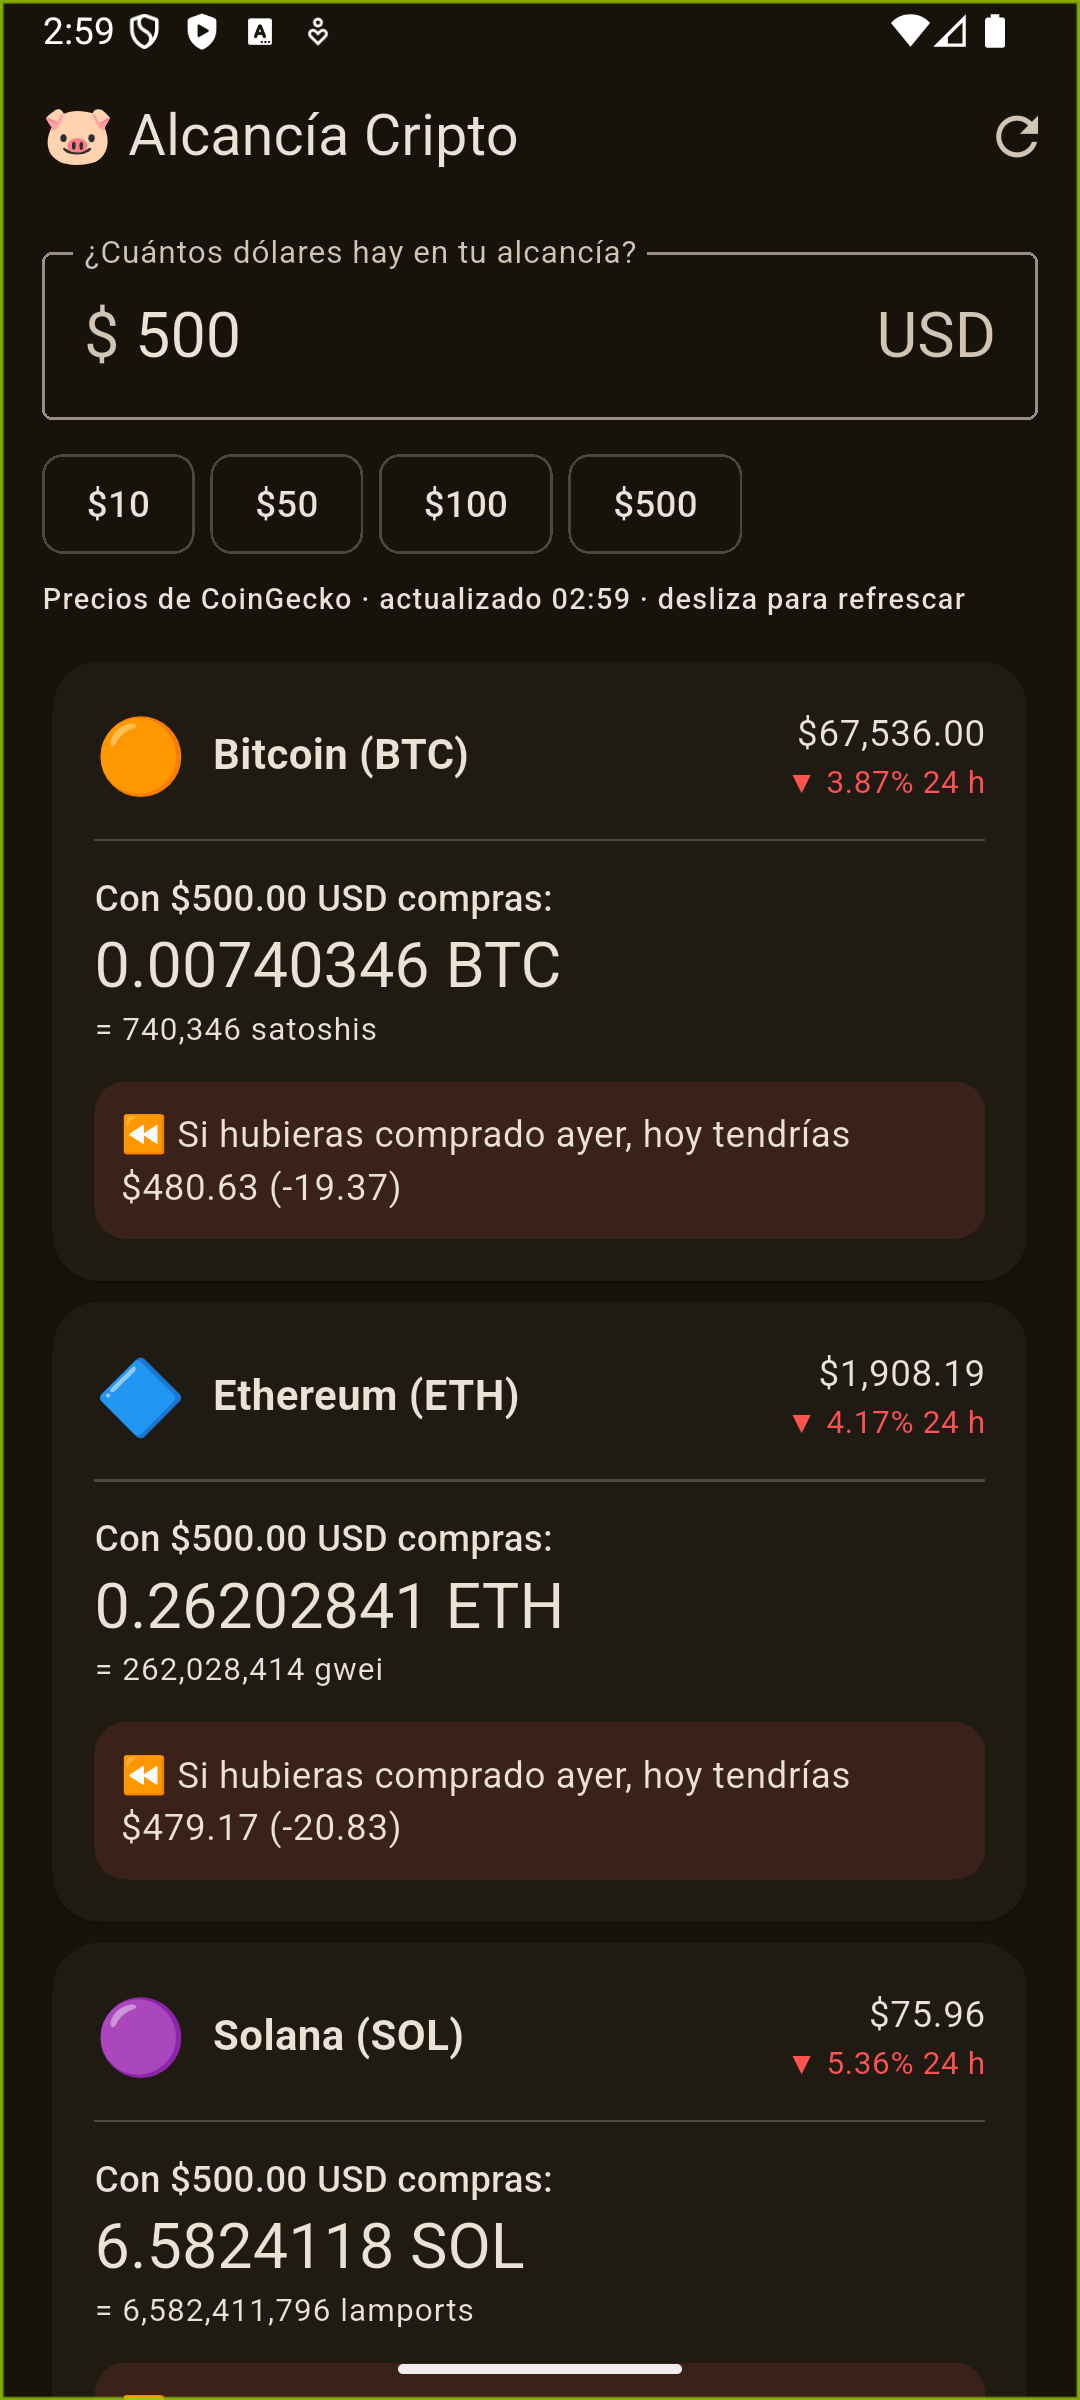 2:59
Alcancía Cripto
¿Cuántos dólares hay en tu alcancía?
$ 500 USD
$10 $50 $100 $500
Precios de CoinGecko · actualizado 02:59 · desliza para refrescar
Bitcoin (BTC)
$67,536.00
▼ 3.87% 24 h
Con $500.00 USD compras:
0.00740346 BTC
= 740,346 satoshis
⏪ Si hubieras comprado ayer, hoy tendrías
$480.63 (-19.37)
Ethereum (ETH)
$1,908.19
▼ 4.17% 24 h
Con $500.00 USD compras:
0.26202841 ETH
= 262,028,414 gwei
⏪ Si hubieras comprado ayer, hoy tendrías
$479.17 (-20.83)
Solana (SOL)
$75.96
▼ 5.36% 24 h
Con $500.00 USD compras:
6.5824118 SOL
= 6,582,411,796 lamports